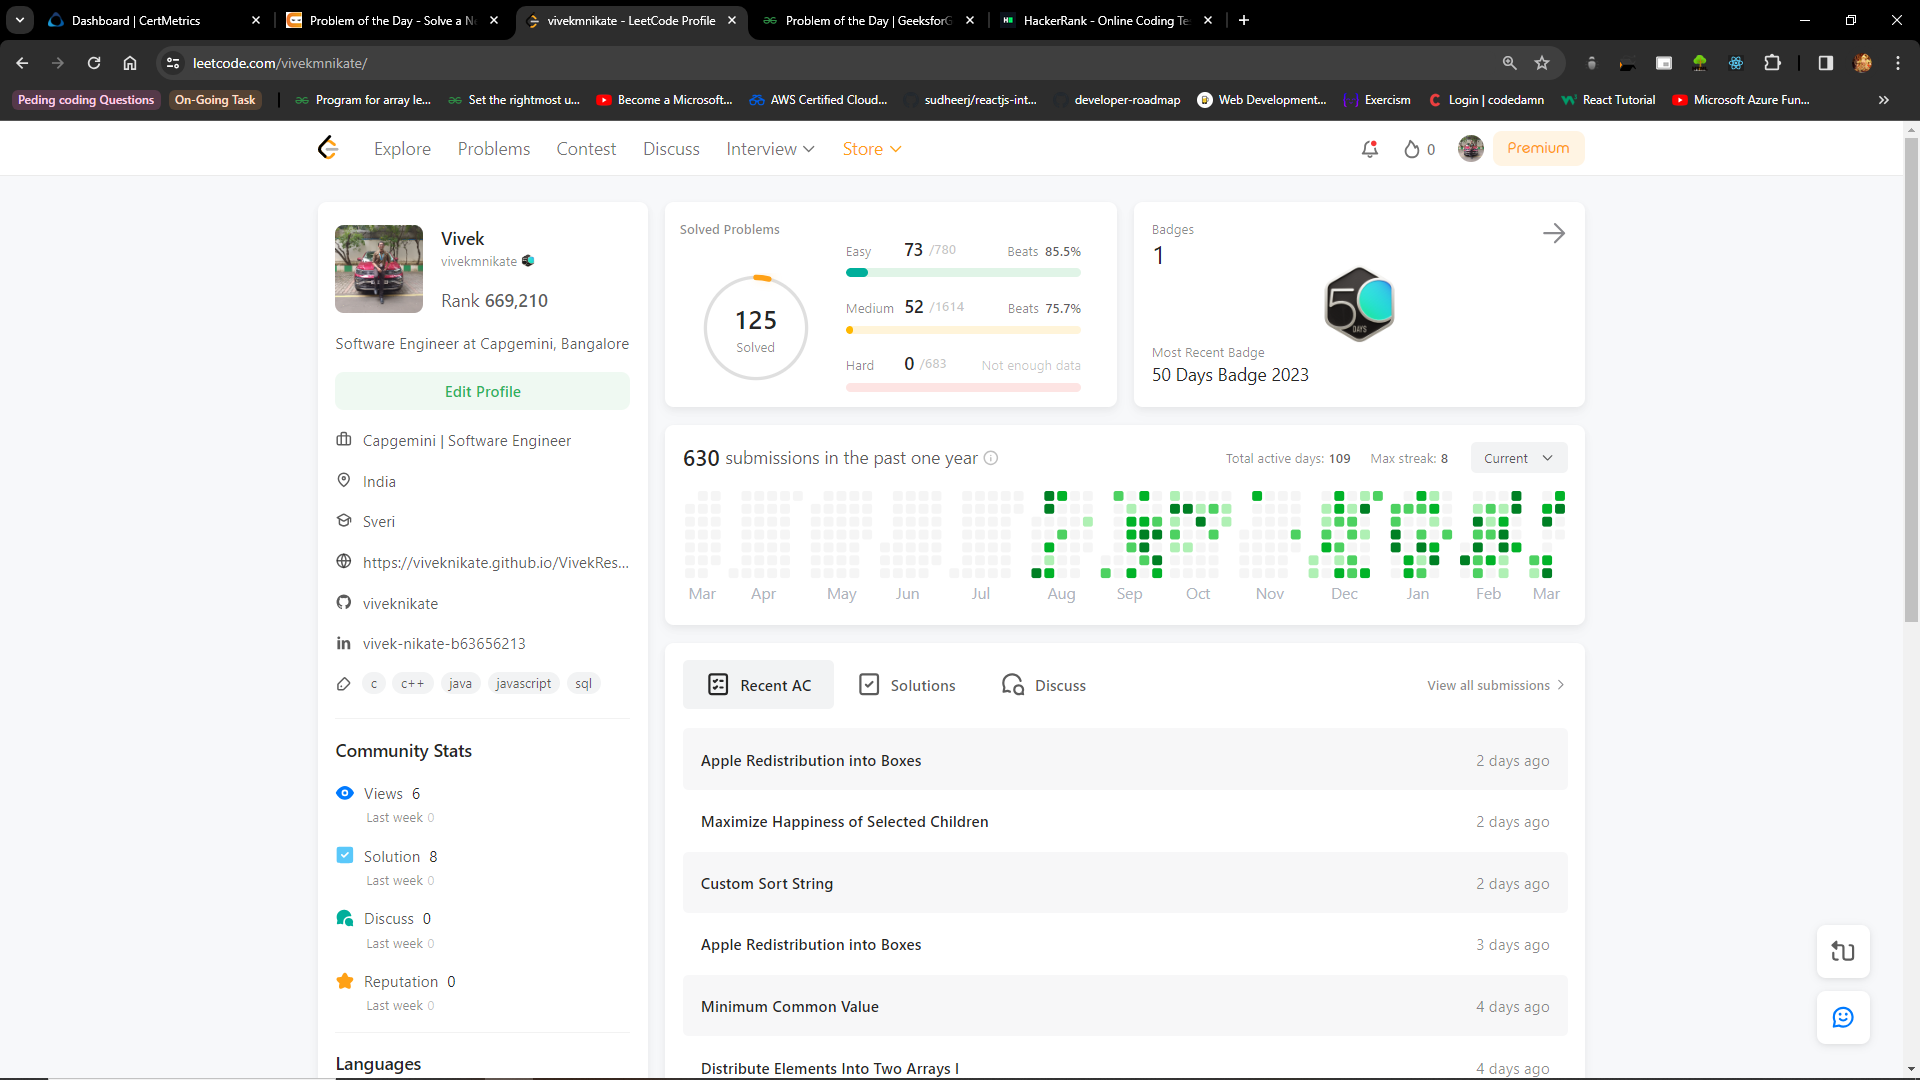 Dashboard | CertMetrics
Problem of the Day - Solve a Ne
vivekmnikate - LeetCode Profile
Problem of the Day | GeeksforG
HackerRank - Online Coding Te
leetcode.com/vivekmnikate/
Peding coding Questions
On-Going Task
Program for array le...
Set the rightmost u...
Become a Microsoft...
AWS Certified Cloud...
sudheerj/reactjs-int...
developer-roadmap
Web Development...
Exercism
Login | codedamn
React Tutorial
Microsoft Azure Fun...
Explore
Problems
Contest
Discuss
Interview
Store
0
Premium
Vivek
vivekmnikate
Rank 669,210
Software Engineer at Capgemini, Bangalore
Edit Profile
Capgemini | Software Engineer
India
Sveri
https://viveknikate.github.io/VivekRes...
viveknikate
vivek-nikate-b63656213
c c++ java javascript sql
Community Stats
Views 6
Last week 0
Solution 8
Last week 0
Discuss 0
Last week 0
Reputation 0
Last week 0
Languages
Solved Problems
125
Solved
Easy 73 /780 Beats 85.5%
Medium 52 /1614 Beats 75.7%
Hard 0 /683 Not enough data
Badges
1
50
DAYS
Most Recent Badge
50 Days Badge 2023
630 submissions in the past one year
Total active days: 109 Max streak: 8 Current
Mar Apr May Jun Jul Aug Sep Oct Nov Dec Jan Feb Mar
Recent AC
Solutions
Discuss
View all submissions
Apple Redistribution into Boxes 2 days ago
Maximize Happiness of Selected Children 2 days ago
Custom Sort String 2 days ago
Apple Redistribution into Boxes 3 days ago
Minimum Common Value 4 days ago
Distribute Elements Into Two Arrays I 4 days ago